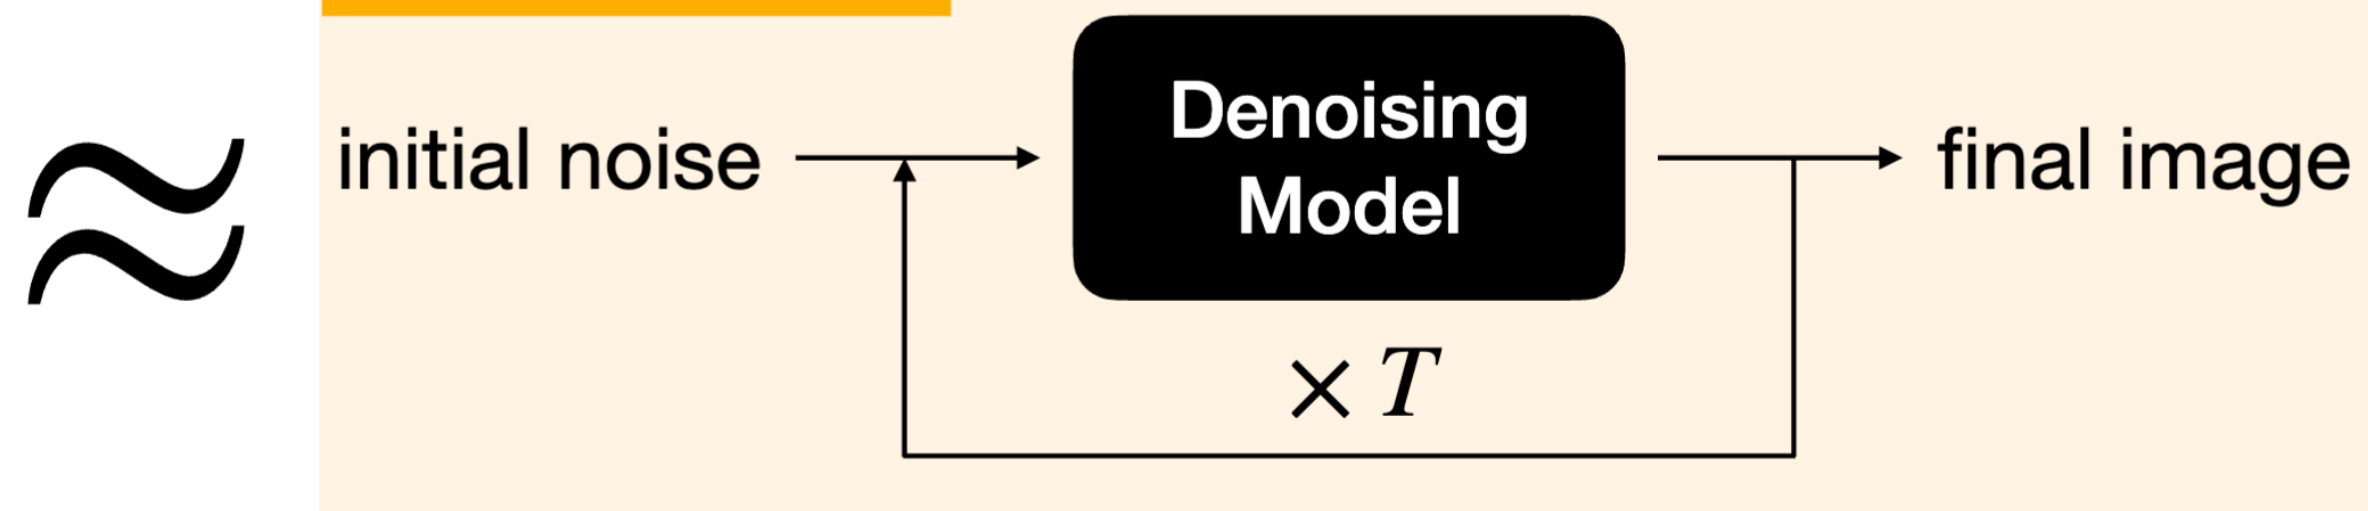 ≈
initial noise
Denoising
Model
final image
× T